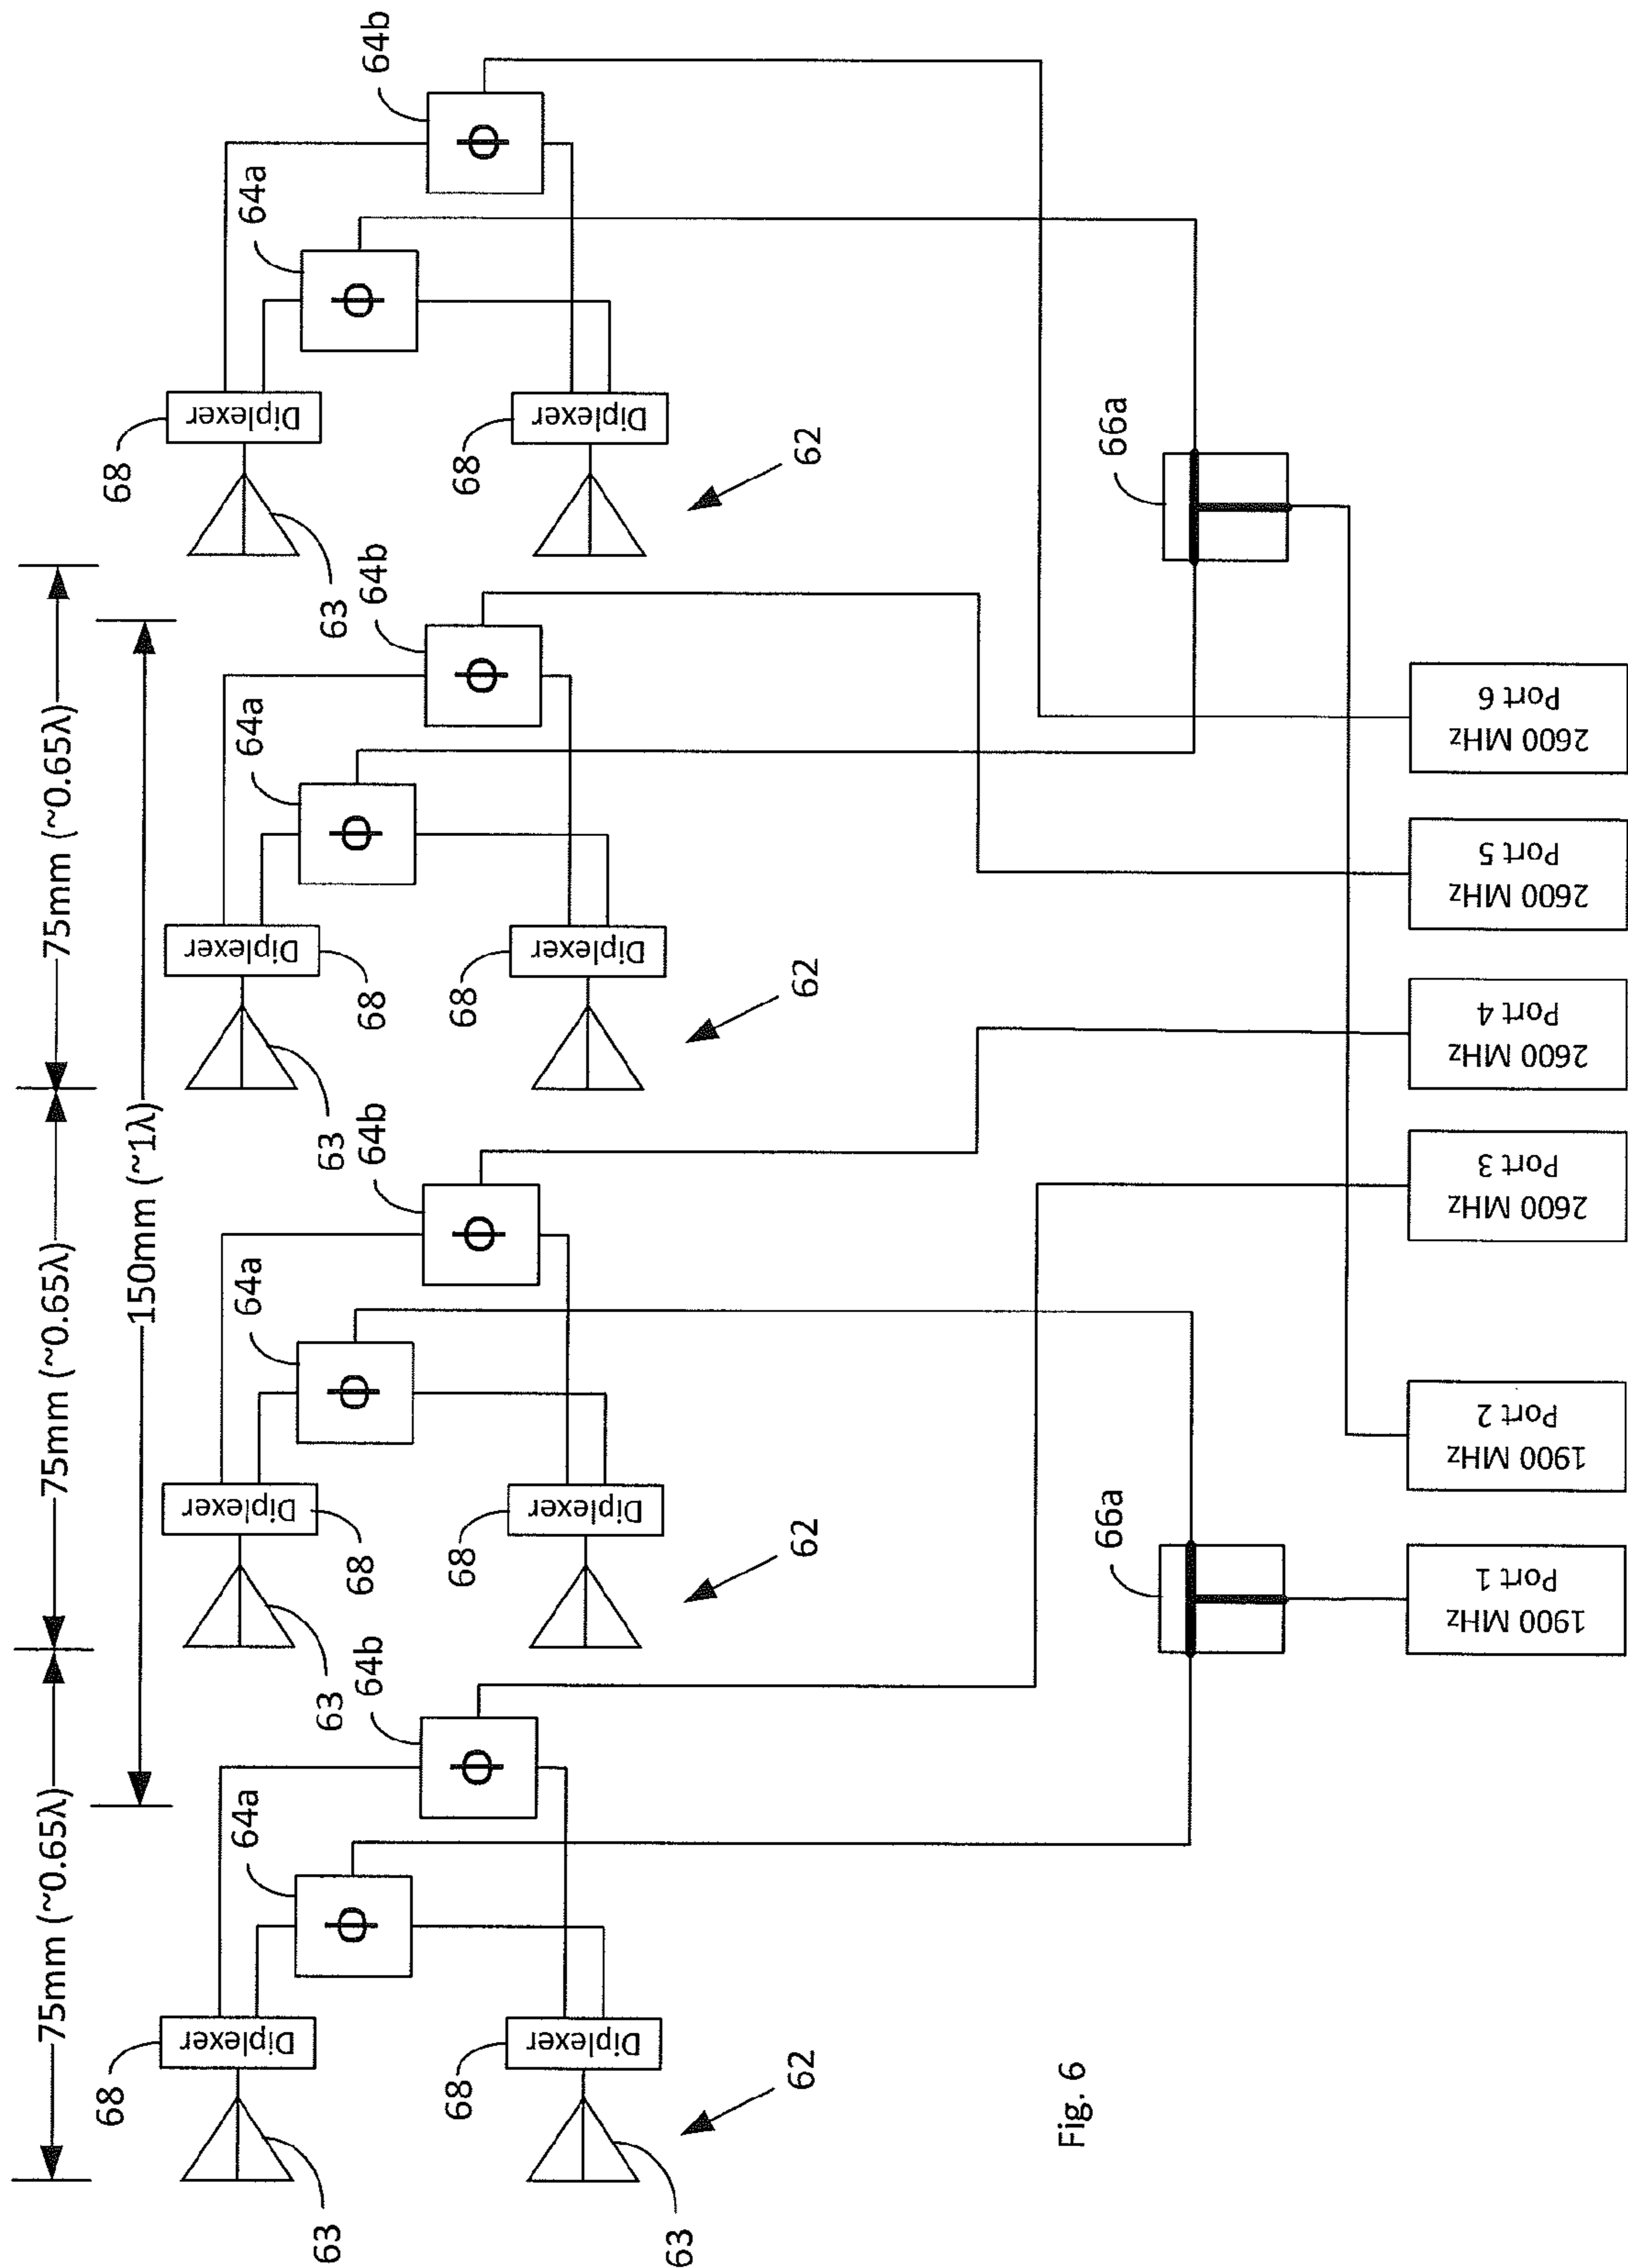 75mm (~0.65λ)
75mm (~0.65λ)
75mm (~0.65λ)
150mm (~1λ)
68
68
Diplexer
Diplexer
Diplexer
Diplexer
64a
64a
64a
64a
63
63
63
63
68
68
ϕ
ϕ
ϕ
ϕ
64b
64b
64b
64b
ϕ
ϕ
ϕ
ϕ
68
68
68
68
Diplexer
Diplexer
Diplexer
Diplexer
63
62
62
62
62
Fig. 6
66a
66a
Port 1
1900 MHz
Port 2
1900 MHz
Port 3
2600 MHz
Port 4
2600 MHz
Port 5
2600 MHz
Port 6
2600 MHz